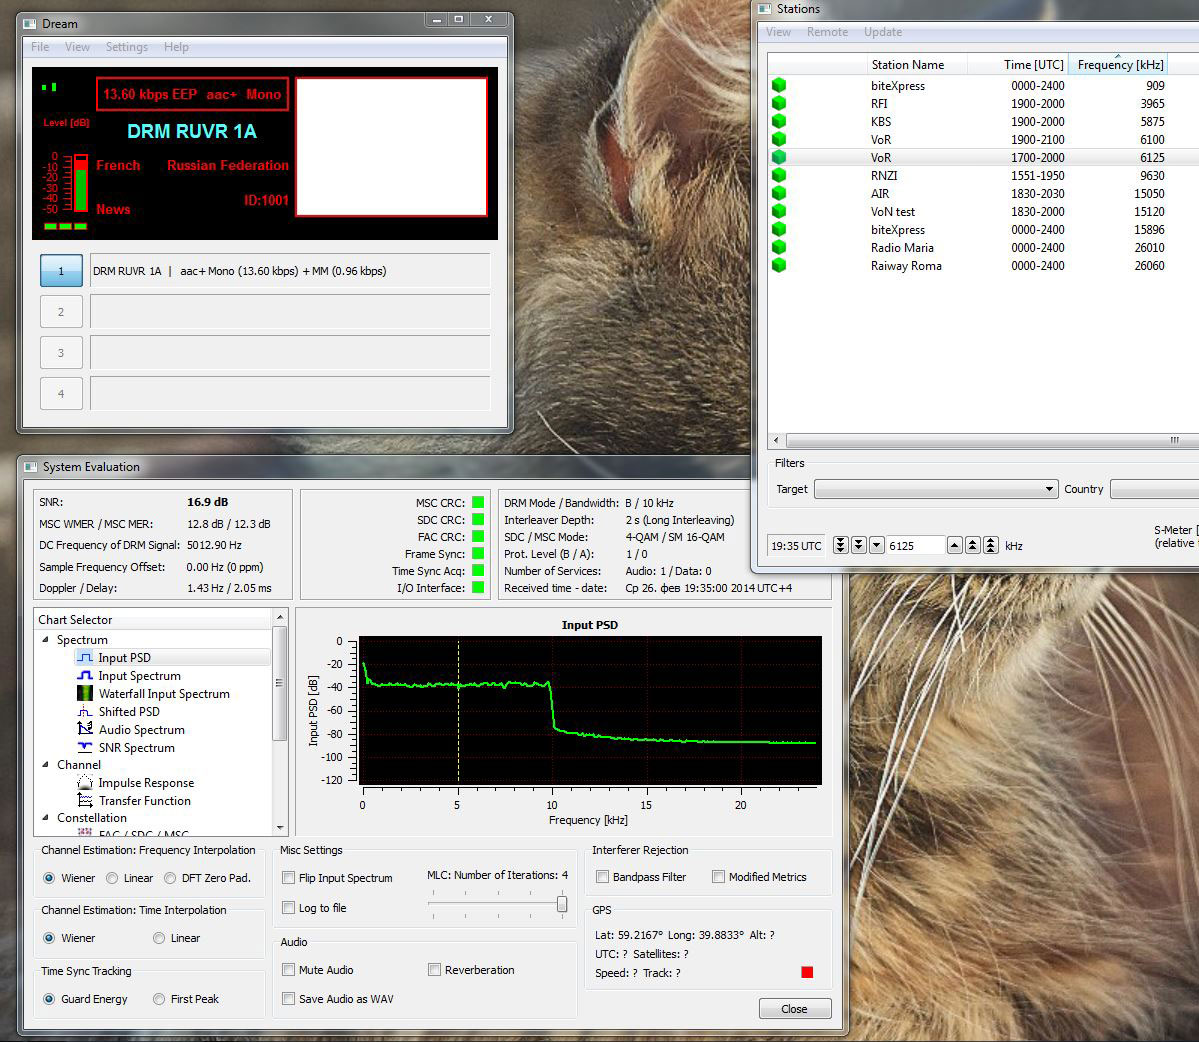 Dream
File View Settings Help
13.60 kbps EEP aac+ Mono
Level [dB]
DRM RUVR 1A
0
-10
-20
-30
-40
-50
French Russian Federation
ID:1001
News
1 DRM RUVR 1A | aac+ Mono (13.60 kbps) + MM (0.96 kbps)
2
3
4
Stations
View Remote Update
Station Name Time [UTC] Frequency [kHz]
biteXpress 0000-2400 909
RFI 1900-2000 3965
KBS 1900-2000 5875
VoR 1900-2100 6100
VoR 1700-2000 6125
RNZI 1551-1950 9630
AIR 1830-2030 15050
VoN test 1830-2000 15120
biteXpress 0000-2400 15896
Radio Maria 0000-2400 26010
Raiway Roma 0000-2400 26060
Filters
Target Country
S-Meter [
(relative
19:35 UTC 6125 kHz
System Evaluation
SNR: 16.9 dB
MSC WMER / MSC MER: 12.8 dB / 12.3 dB
DC Frequency of DRM Signal: 5012.90 Hz
Sample Frequency Offset: 0.00 Hz (0 ppm)
Doppler / Delay: 1.43 Hz / 2.05 ms
MSC CRC:
SDC CRC:
FAC CRC:
Frame Sync:
Time Sync Acq:
I/O Interface:
DRM Mode / Bandwidth: B / 10 kHz
Interleaver Depth: 2 s (Long Interleaving)
SDC / MSC Mode: 4-QAM / SM 16-QAM
Prot. Level (B / A): 1 / 0
Number of Services: Audio: 1 / Data: 0
Received time - date: Ср 26. фев 19:35:00 2014 UTC+4
Chart Selector
Spectrum
Input PSD
Input Spectrum
Waterfall Input Spectrum
Shifted PSD
Audio Spectrum
SNR Spectrum
Channel
Impulse Response
Transfer Function
Constellation
FAC / SDC / MSC
Input PSD
Input PSD [dB]
0
-20
-40
-60
-80
-100
-120
0 5 10 15 20
Frequency [kHz]
Channel Estimation: Frequency Interpolation
Wiener Linear DFT Zero Pad.
Channel Estimation: Time Interpolation
Wiener Linear
Time Sync Tracking
Guard Energy First Peak
Misc Settings
Flip Input Spectrum
Log to file
MLC: Number of Iterations: 4
Audio
Mute Audio Reverberation
Save Audio as WAV
Interferer Rejection
Bandpass Filter Modified Metrics
GPS
Lat: 59.2167° Long: 39.8833° Alt: ?
UTC: ? Satellites: ?
Speed: ? Track: ?
Close